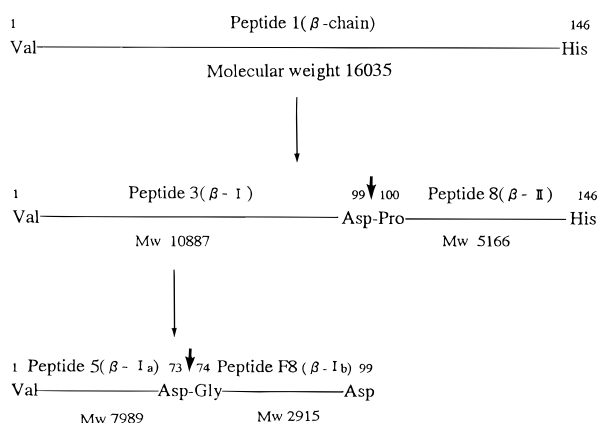 1 Peptide 1(β-chain) 146
Val His
Molecular weight 16035
1 Peptide 3(β- I) 99 100 Peptide 8(β- II) 146
Val Asp-Pro His
Mw 10887 Mw 5166
1 Peptide 5(β- Ia) 73 74 Peptide F8(β-Ib) 99
Val Asp-Gly Asp
Mw 7989 Mw 2915